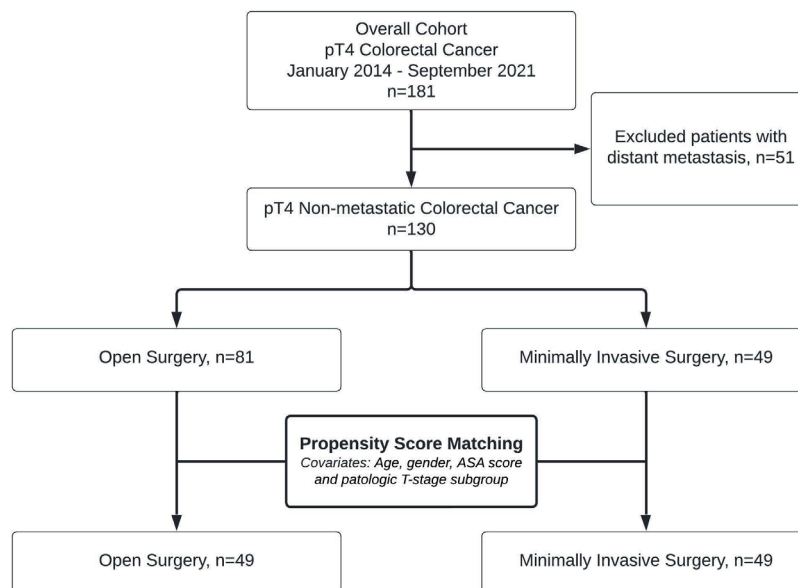 Overall Cohort
pT4 Colorectal Cancer
January 2014 - September 2021
n=181
Excluded patients with
distant metastasis, n=51
pT4 Non-metastatic Colorectal Cancer
n=130
Open Surgery, n=81
Minimally Invasive Surgery, n=49
Propensity Score Matching
Covariates: Age, gender, ASA score
and patologic T-stage subgroup
Open Surgery, n=49
Minimally Invasive Surgery, n=49